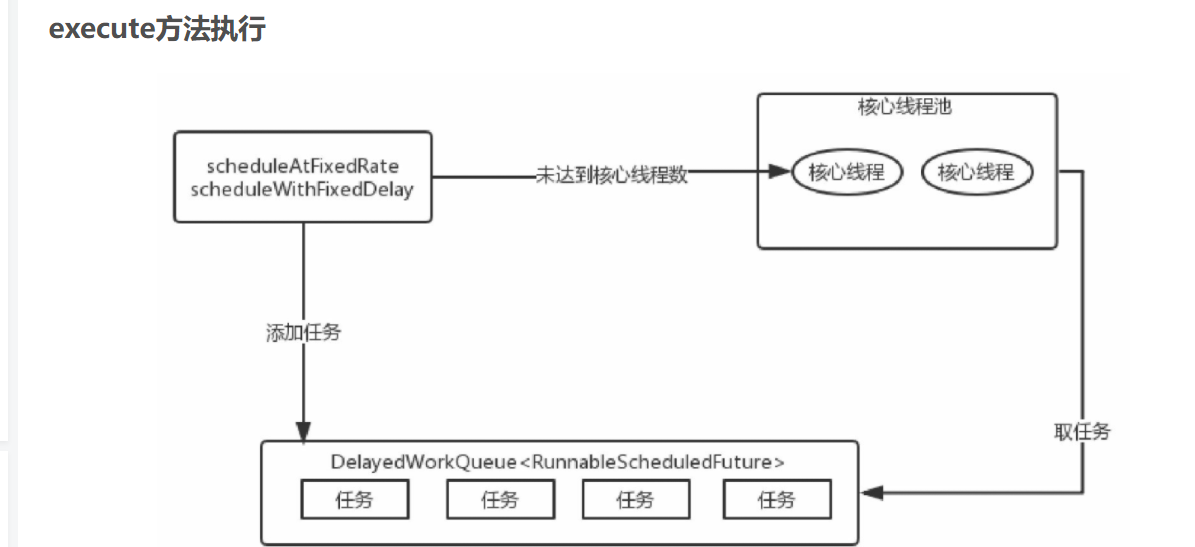 execute方法执行
核心线程池
scheduleAtFixedRate
scheduleWithFixedDelay
未达到核心线程数
核心线程
核心线程
添加任务
取任务
DelayedWorkQueue<RunnableScheduledFuture>
任务
任务
任务
任务